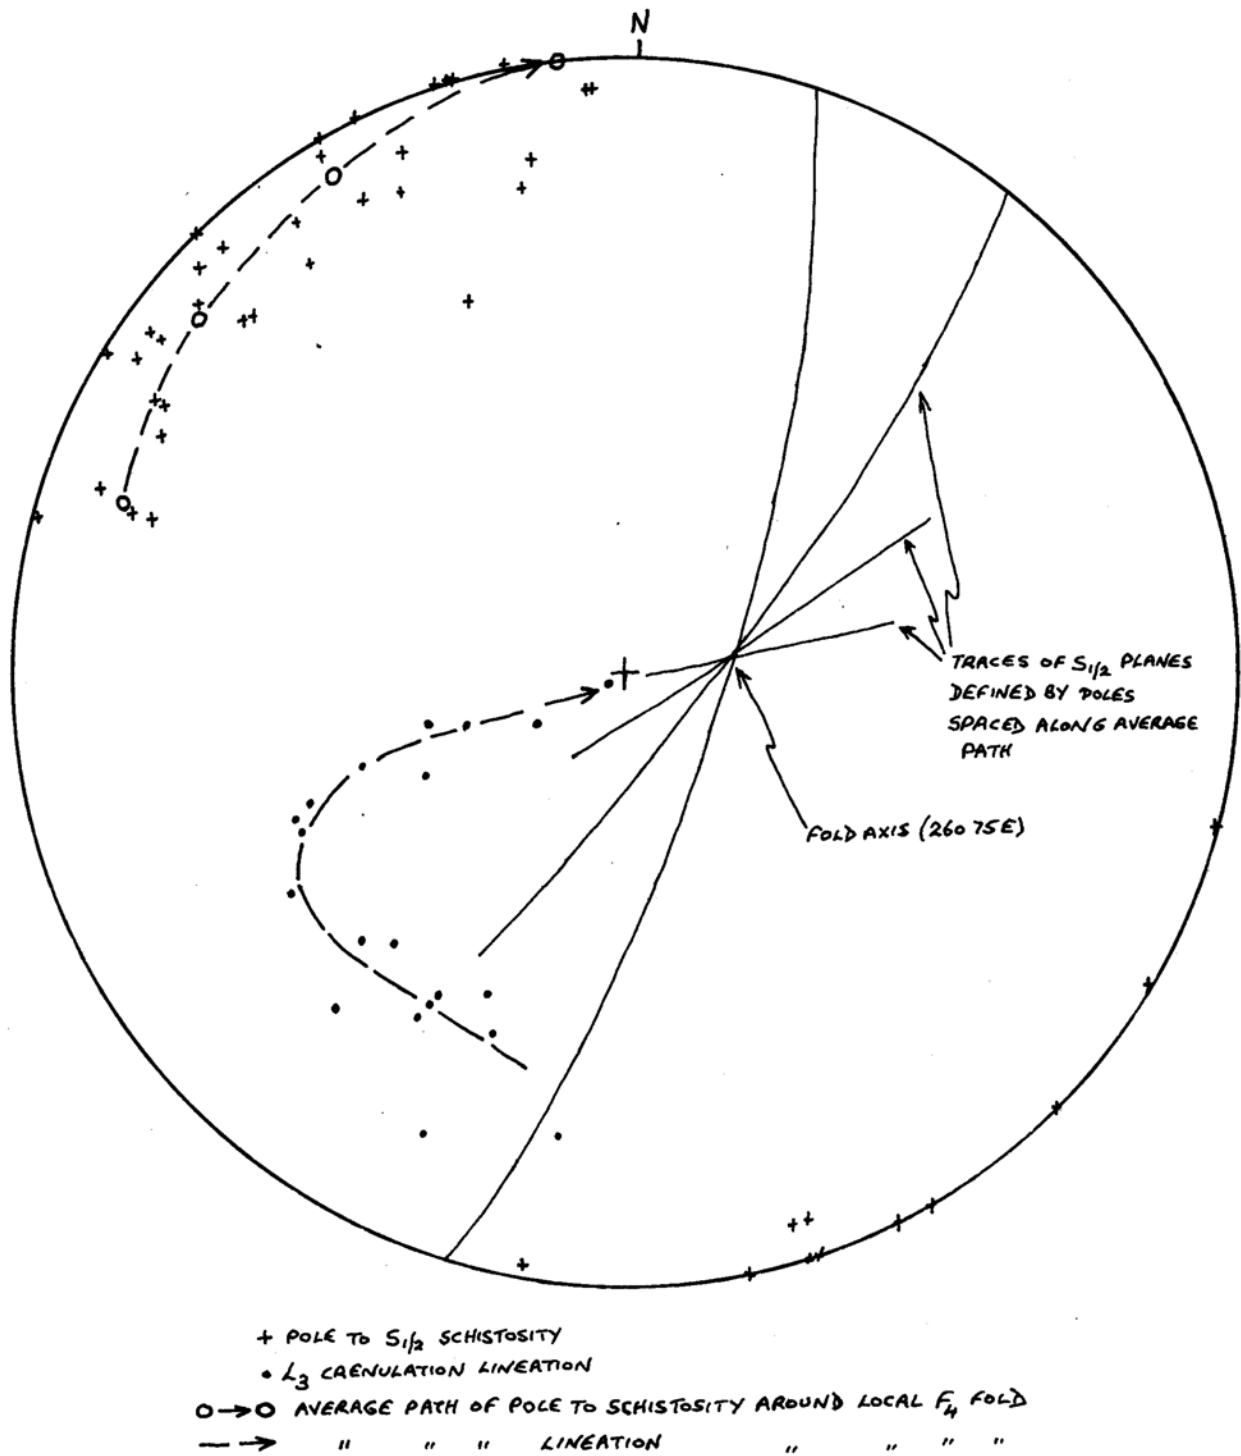 N
TRACES OF S1/2 PLANES
DEFINED BY POLES
SPACED ALONG AVERAGE
PATH
FOLD AXIS (260 75E)
+ POLE TO S1/2 SCHISTOSITY
• L3 CRENULATION LINEATION
O→O AVERAGE PATH OF POLE TO SCHISTOSITY AROUND LOCAL F4 FOLD
— — → " " " LINEATION " " " "